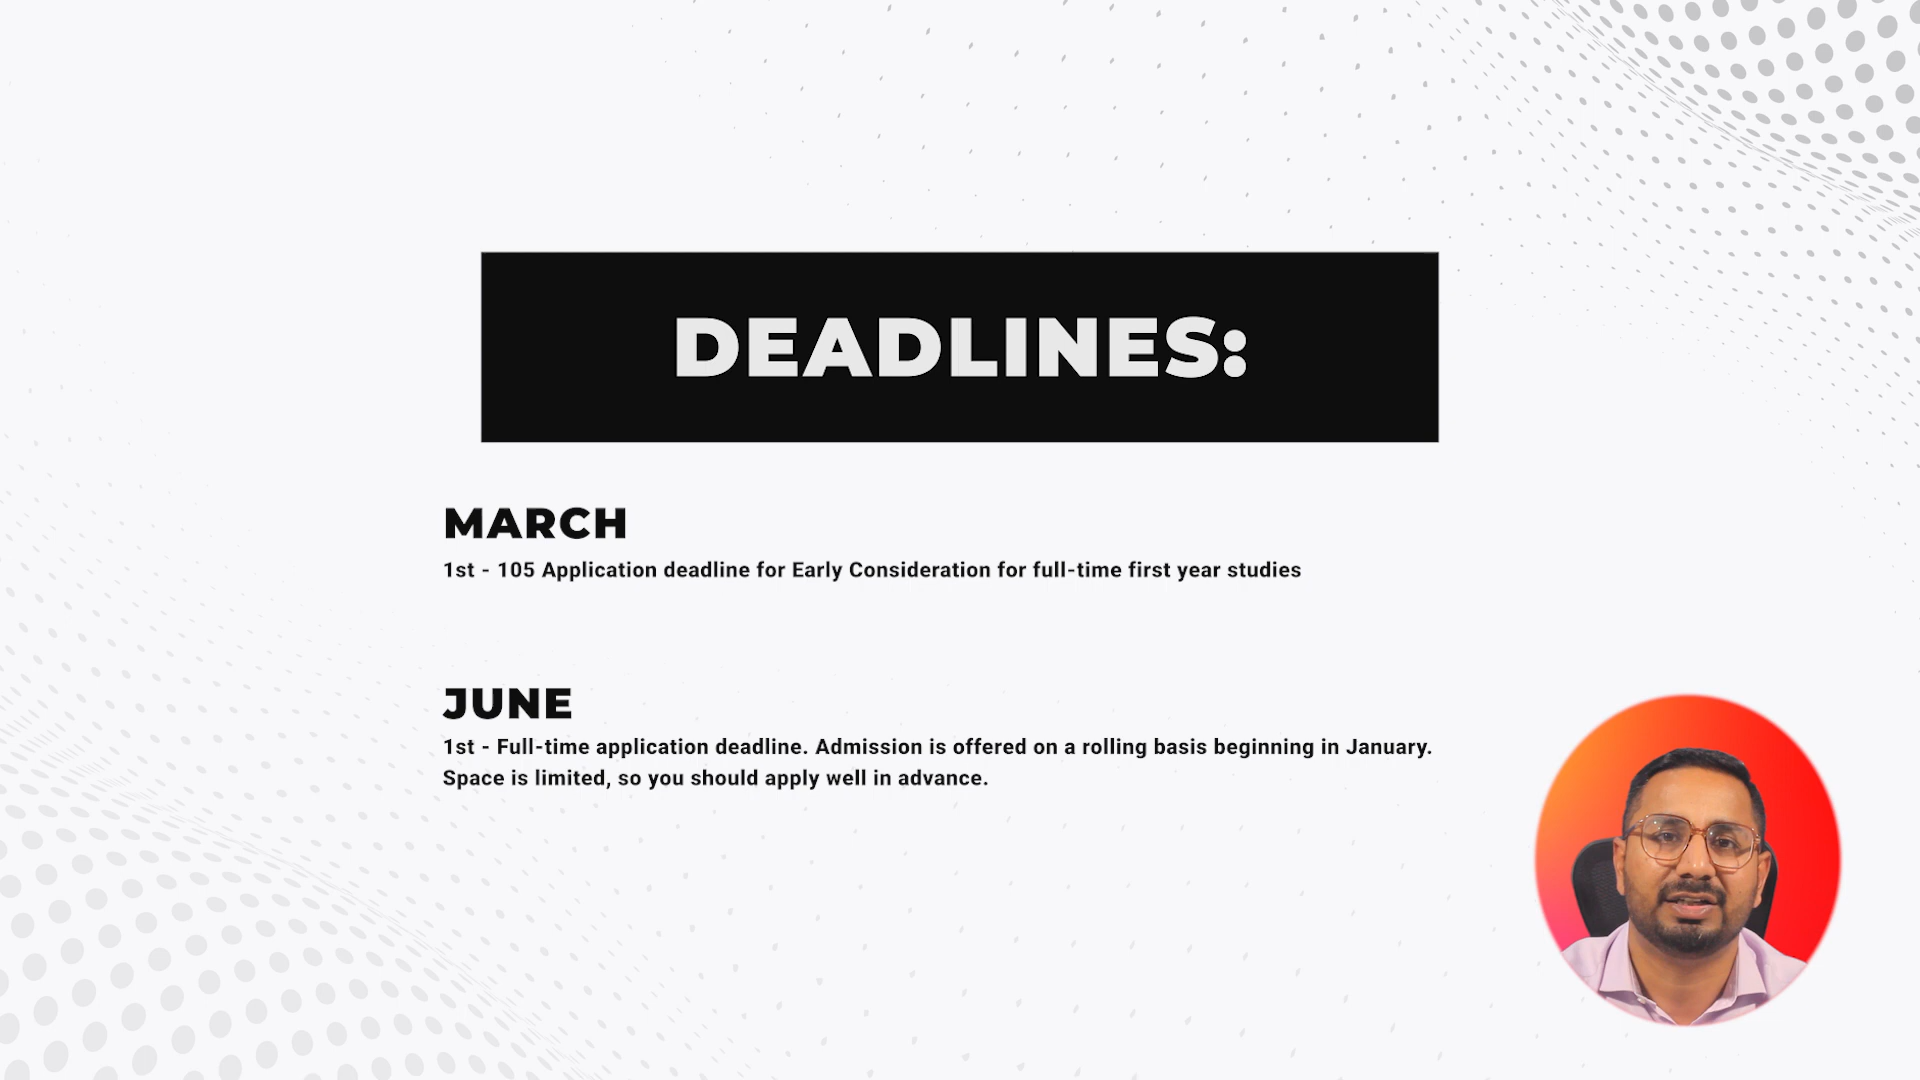 DEADLINES:
MARCH
1st - 105 Application deadline for Early Consideration for full-time first year studies
JUNE
1st - Full-time application deadline. Admission is offered on a rolling basis beginning in January.
Space is limited, so you should apply well in advance.